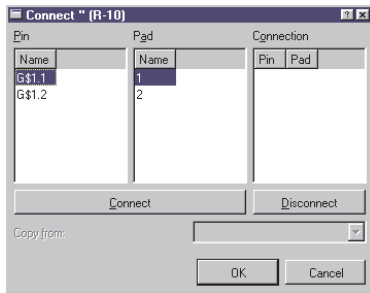 Connect " (R-10)
Pin Pad Connection
Name Name Pin Pad
G$1.1 1
G$1.2 2
Connect Disconnect
Copy from:
OK Cancel